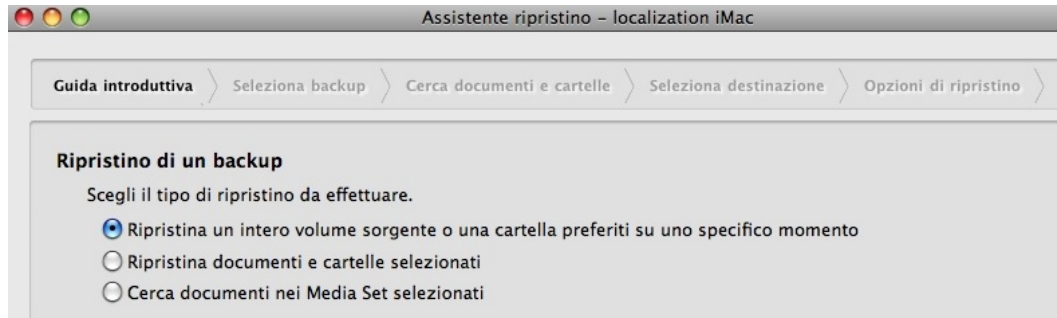 Assistente ripristino – localization iMac
Guida introduttiva Seleziona backup Cerca documenti e cartelle Seleziona destinazione Opzioni di ripristino
Ripristino di un backup
Scegli il tipo di ripristino da effettuare.
Ripristina un intero volume sorgente o una cartella preferiti su uno specifico momento
Ripristina documenti e cartelle selezionati
Cerca documenti nei Media Set selezionati